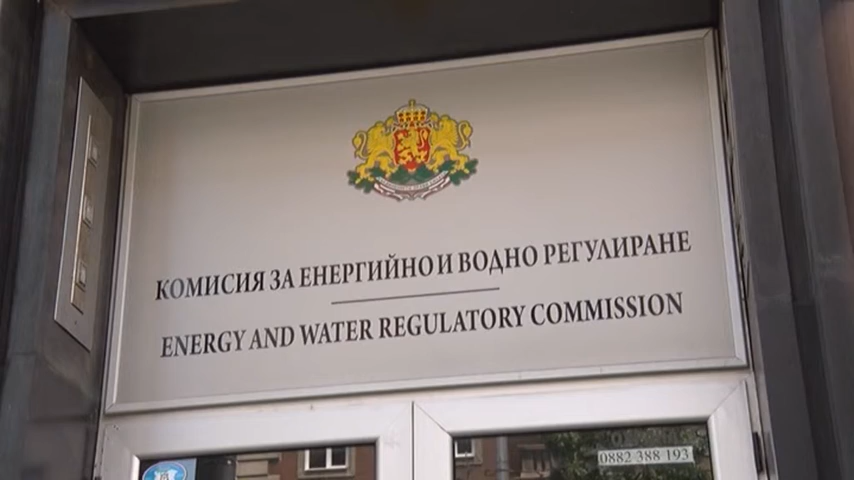 КОМИСИЯ ЗА ЕНЕРГИЙНО И ВОДНО РЕГУЛИРАНЕ
ENERGY AND WATER REGULATORY COMMISSION
0882 388 193